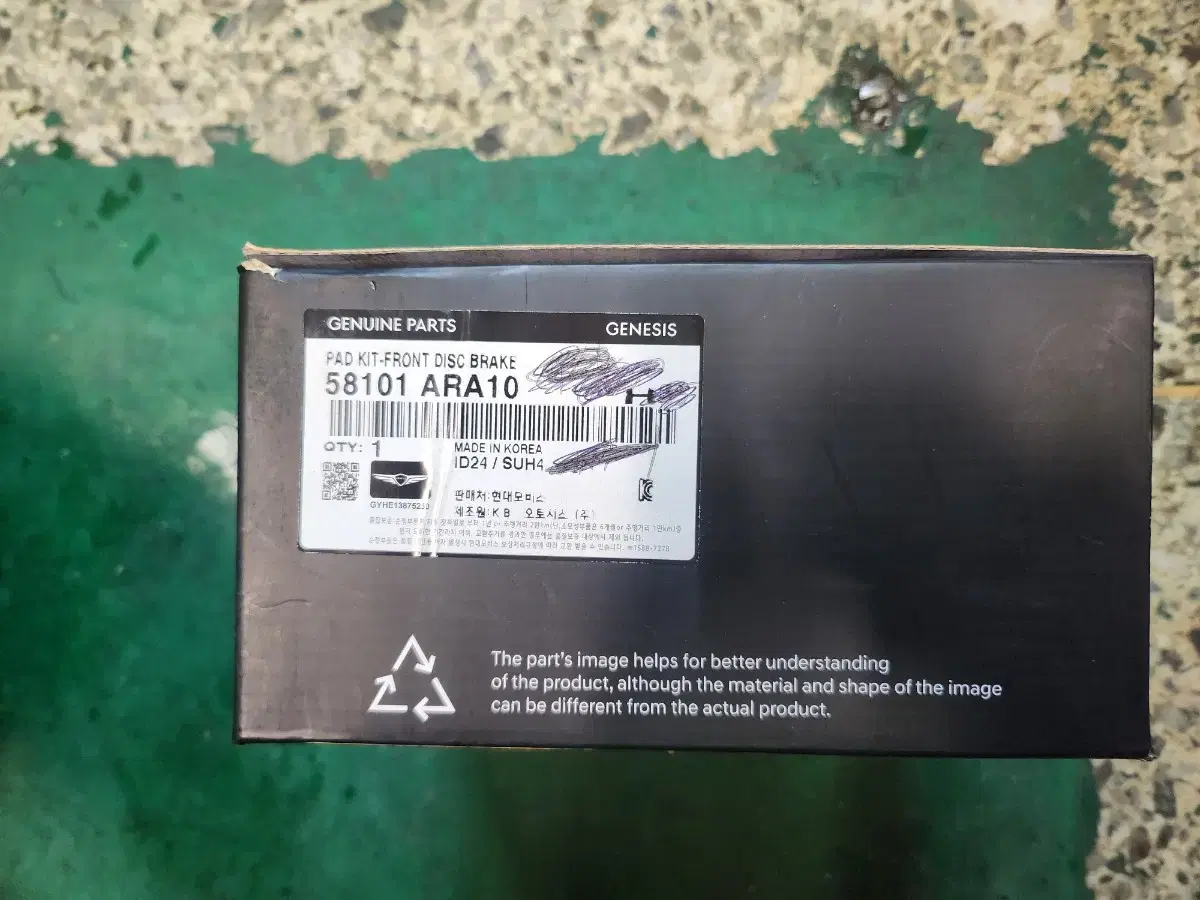 GENUINE PARTS GENESIS
PAD KIT-FRONT DISC BRAKE
58101 ARA10
H
QTY: 1
MADE IN KOREA
ID24 / SUH4
GYHE13875230
판매처:현대모비스
제조원:K B 오토시스 (주)
The part's image helps for better understanding
of the product, although the material and shape of the image
can be different from the actual product.